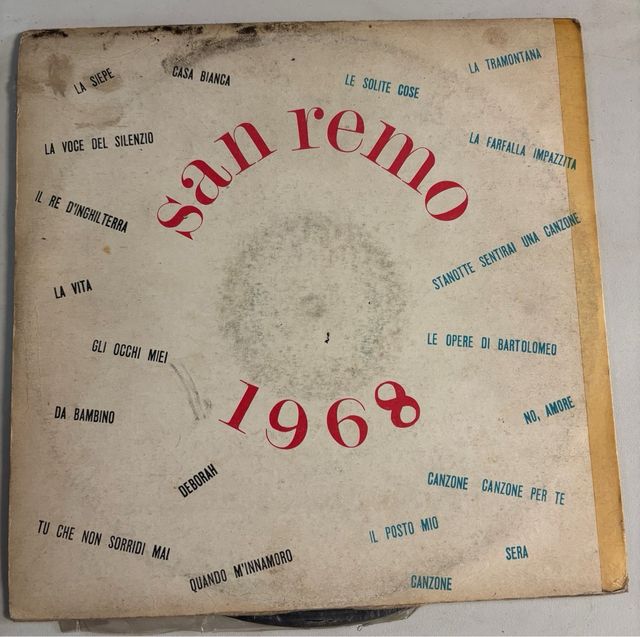 san remo
1968
LA SIEPE
CASA BIANCA
LA VOCE DEL SILENZIO
IL RE D'INGHILTERRA
LA VITA
GLI OCCHI MIEI
DA BAMBINO
DEBORAH
TU CHE NON SORRIDI MAI
QUANDO M'INNAMORO
LE SOLITE COSE
LA TRAMONTANA
LA FARFALLA IMPAZZITA
STANOTTE SENTIRAI UNA CANZONE
LE OPERE DI BARTOLOMEO
NO, AMORE
CANZONE CANZONE PER TE
IL POSTO MIO
SERA
CANZONE